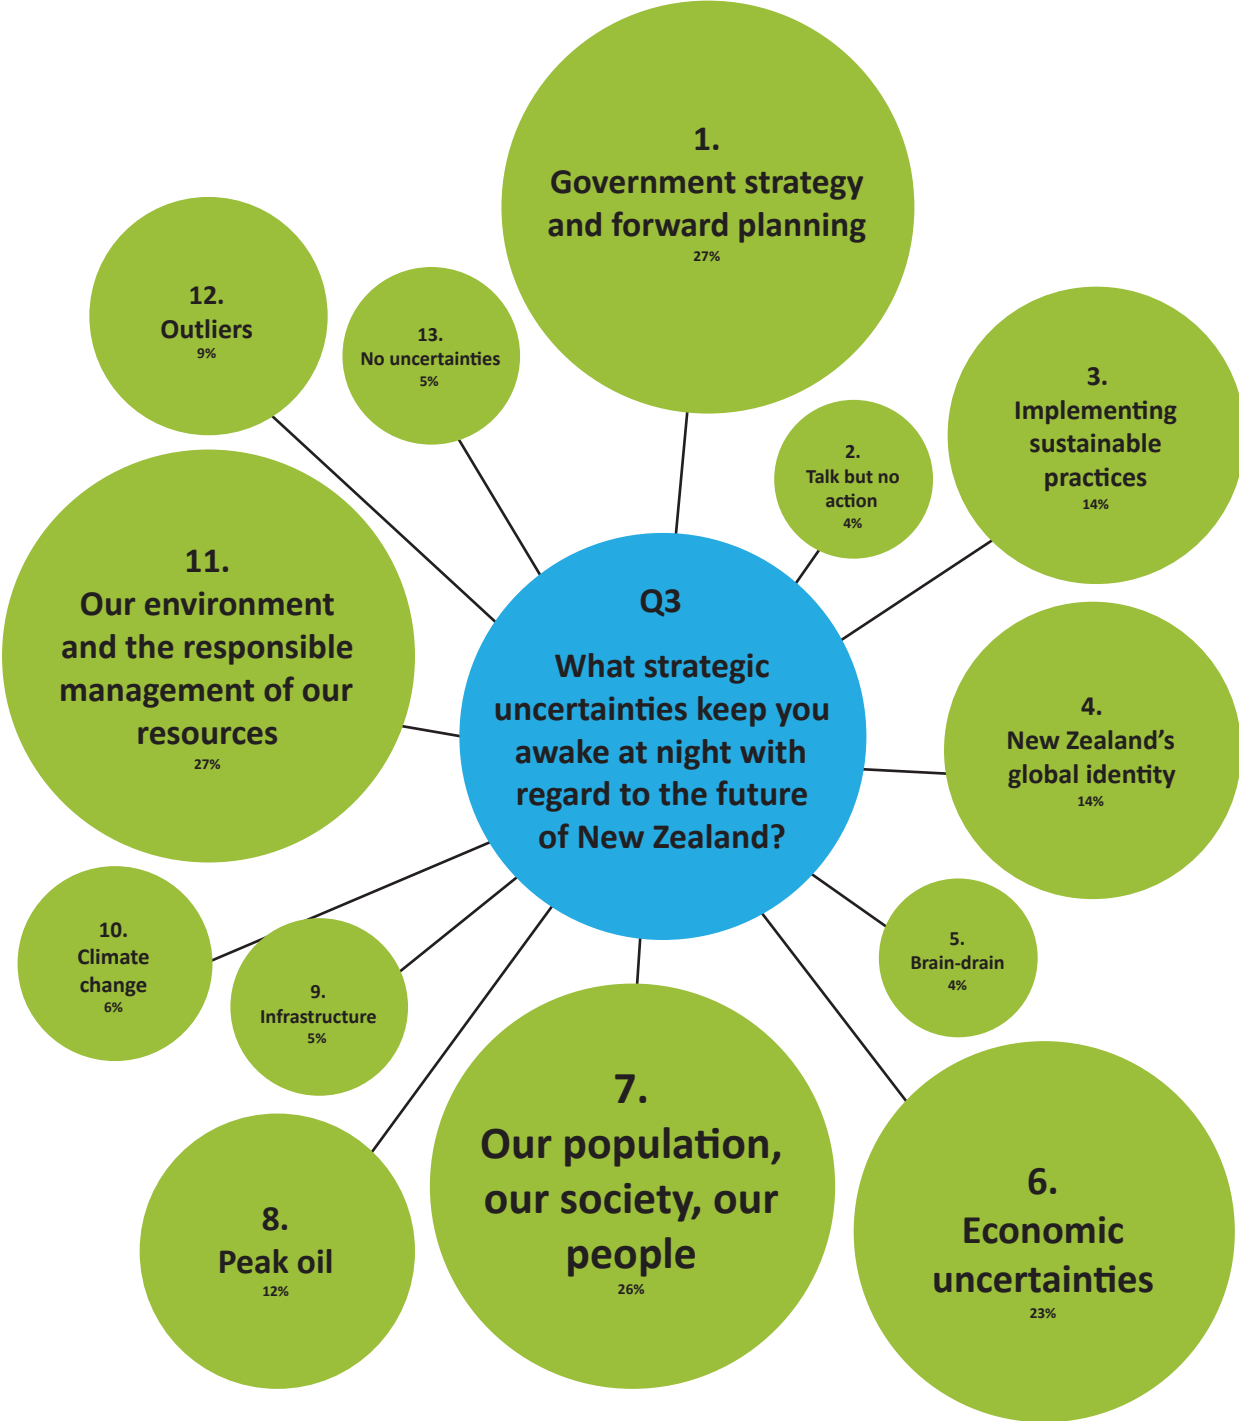 1.
Government strategy
and forward planning
27%
12.
Outliers
9%
13.
No uncertainties
5%
3.
Implementing
sustainable
practices
14%
2.
Talk but no
action
4%
11.
Our environment
and the responsible
management of our
resources
27%
Q3
What strategic
uncertainties keep you
awake at night with
regard to the future
of New Zealand?
4.
New Zealand’s
global identity
14%
10.
Climate
change
6%
9.
Infrastructure
5%
5.
Brain-drain
4%
7.
Our population,
our society, our
people
26%
8.
Peak oil
12%
6.
Economic
uncertainties
23%